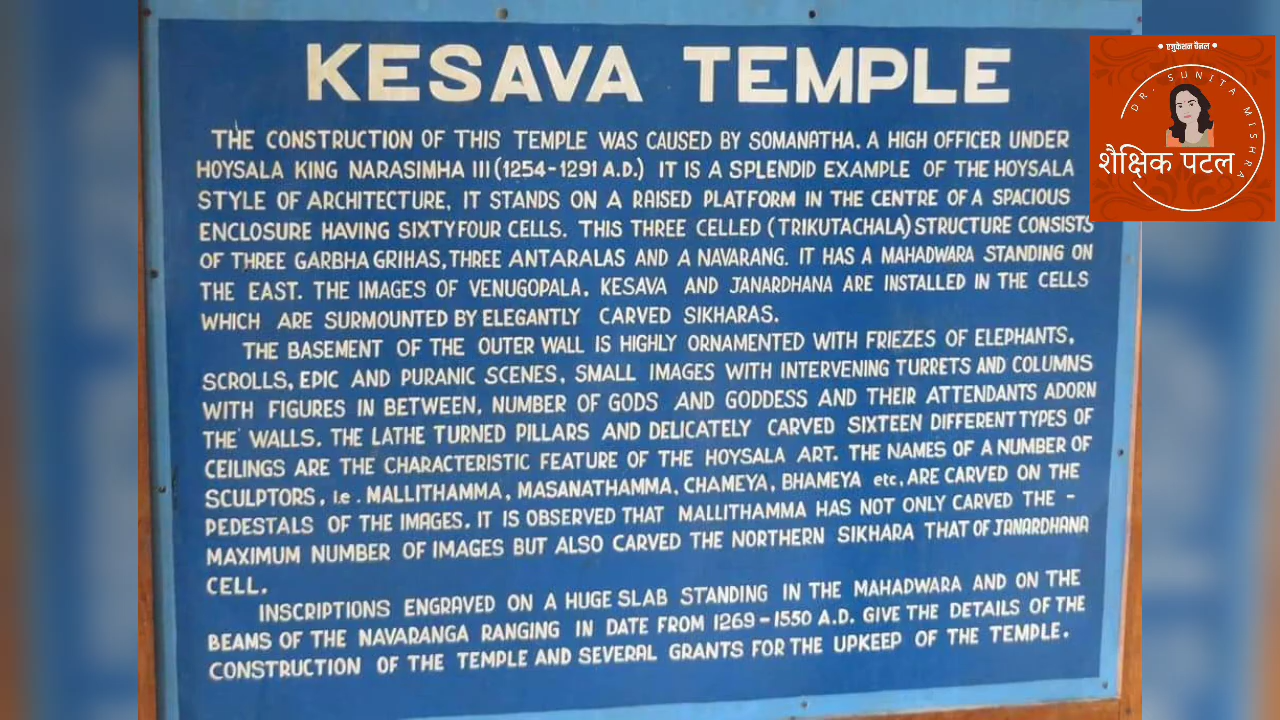 KESAVA TEMPLE
THE CONSTRUCTION OF THIS TEMPLE WAS CAUSED BY SOMANATHA. A HIGH OFFICER UNDER
HOYSALA KING NARASIMHA III (1254-1291 A.D.) IT IS A SPLENDID EXAMPLE OF THE HOYSALA
STYLE OF ARCHITECTURE, IT STANDS ON A RAISED PLATFORM IN THE CENTRE OF A SPACIOUS
ENCLOSURE HAVING SIXTYFOUR CELLS. THIS THREE CELLED (TRIKUTACHALA) STRUCTURE CONSISTS
OF THREE GARBHA GRIHAS, THREE ANTARALAS AND A NAVARANG. IT HAS A MAHADWARA STANDING ON
THE EAST. THE IMAGES OF VENUGOPALA. KESAVA AND JANARDHANA ARE INSTALLED IN THE CELLS
WHICH ARE SURMOUNTED BY ELEGANTLY CARVED SIKHARAS.
THE BASEMENT OF THE OUTER WALL IS HIGHLY ORNAMENTED WITH FRIEZES OF ELEPHANTS,
SCROLLS, EPIC AND PURANIC SCENES, SMALL IMAGES WITH INTERVENING TURRETS AND COLUMNS
WITH FIGURES IN BETWEEN, NUMBER OF GODS AND GODDESS AND THEIR ATTENDANTS ADORN
THE WALLS. THE LATHE TURNED PILLARS AND DELICATELY CARVED SIXTEEN DIFFERENT TYPES OF
CEILINGS ARE THE CHARACTERISTIC FEATURE OF THE HOYSALA ART. THE NAMES OF A NUMBER OF
SCULPTORS, i.e. MALLITHAMMA, MASANATHAMMA, CHAMEYA, BHAMEYA etc, ARE CARVED ON THE
PEDESTALS OF THE IMAGES. IT IS OBSERVED THAT MALLITHAMMA HAS NOT ONLY CARVED THE -
MAXIMUM NUMBER OF IMAGES BUT ALSO CARVED THE NORTHERN SIKHARA THAT OF JANARDHANA
CELL.
INSCRIPTIONS ENGRAVED ON A HUGE SLAB STANDING IN THE MAHADWARA AND ON THE
BEAMS OF THE NAVARANGA RANGING IN DATE FROM 1269-1550 A.D. GIVE THE DETAILS OF THE
CONSTRUCTION OF THE TEMPLE AND SEVERAL GRANTS FOR THE UPKEEP OF THE TEMPLE.
• एजुकेशन चैनल •
DR. SUNITA MISHRA
शैक्षिक पटल